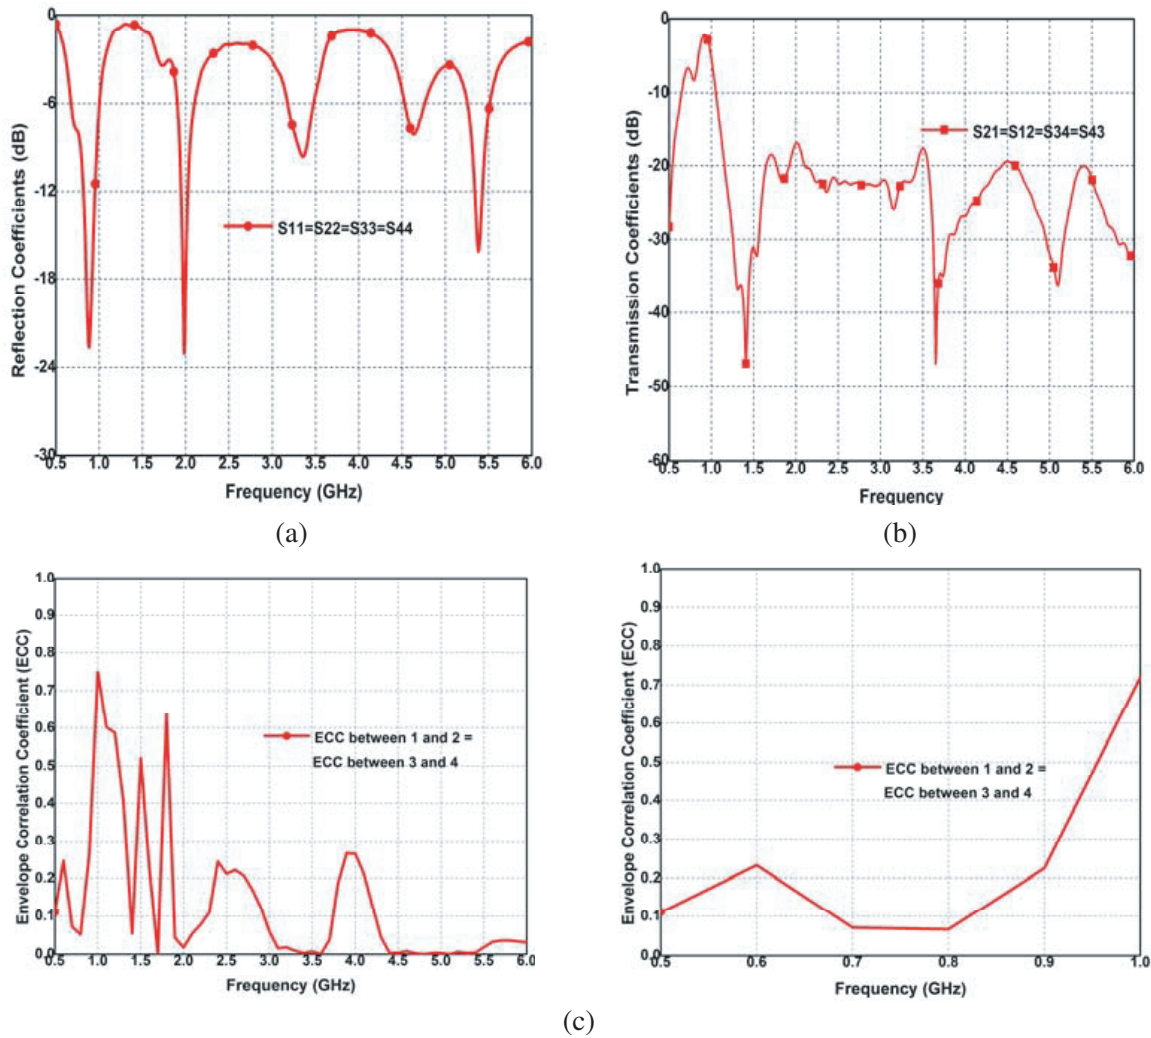 0
-6
-12
-18
-24
-30
0.5 1.0 1.5 2.0 2.5 3.0 3.5 4.0 4.5 5.0 5.5 6.0
Reflection Coefficients (dB)
S11=S22=S33=S44
Frequency (GHz)
(a)
0
-10
-20
-30
-40
-50
-60
0.5 1.0 1.5 2.0 2.5 3.0 3.5 4.0 4.5 5.0 5.5 6.0
Transmission Coefficients (dB)
S21=S12=S34=S43
Frequency
(b)
1.0
0.9
0.8
0.7
0.6
0.5
0.4
0.3
0.2
0.1
0.0
0.5 1.0 1.5 2.0 2.5 3.0 3.5 4.0 4.5 5.0 5.5 6.0
Envelope Correlation Coefficient (ECC)
ECC between 1 and 2 =
ECC between 3 and 4
Frequency (GHz)
1.0
0.9
0.8
0.7
0.6
0.5
0.4
0.3
0.2
0.1
0.0
0.5 0.6 0.7 0.8 0.9 1.0
Envelope Correlation Coefficient (ECC)
ECC between 1 and 2 =
ECC between 3 and 4
Frequency (GHz)
(c)